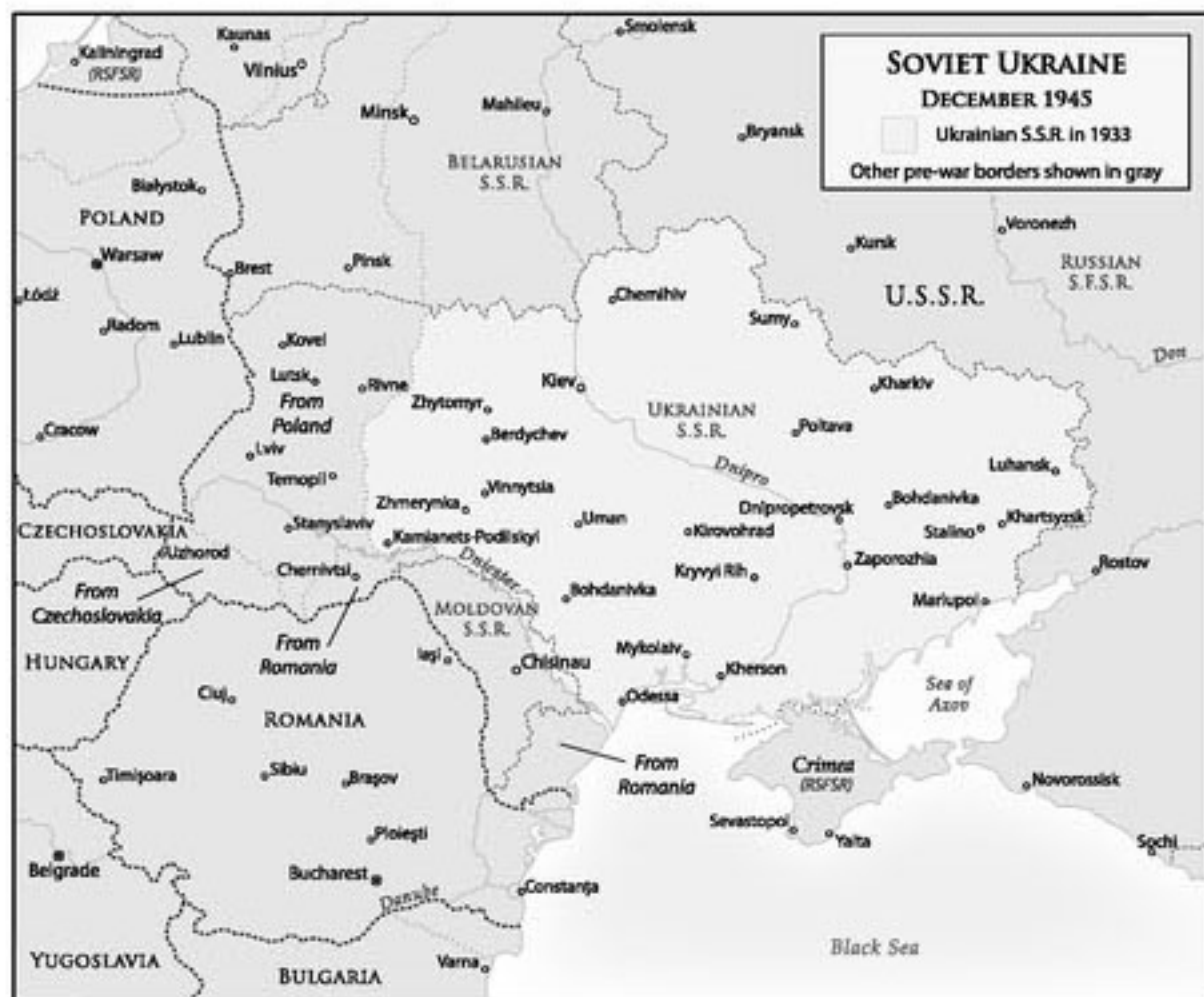 SOVIET UKRAINE
DECEMBER 1945
Ukrainian S.S.R. in 1933
Other pre-war borders shown in gray
Kaliningrad
(RSFSR)
Kaunas
Vilnius
Smolensk
Minsk
Mahileu
Bryansk
BELARUSIAN
S.S.R.
Białystok
POLAND
Warsaw
Brest
Pinsk
Kursk
Voronezh
RUSSIAN
S.F.S.R.
U.S.S.R.
Łódź
Radom
Lublin
Chernihiv
Sumy
Don
Kovel
Lutsk
Rivne
From
Poland
Kiev
Zhytomyr
Kharkiv
UKRAINIAN
S.S.R.
Poltava
Cracow
Berdychev
Lviv
Ternopil
Dnipro
Luhansk
Vinnytsia
Zhmerynka
Dnipropetrovsk
Bohdanivka
CZECHOSLOVAKIA
Stanyslaviv
Uman
Kirovohrad
Stalino
Khartsyzsk
Kamianets-Podilskyi
Uzhorod
Dniester
Zaporozhia
Rostov
Chernivtsi
Kryvyi Rih
From
Czechoslovakia
Bohdanivka
Mariupol
MOLDOVAN
S.S.R.
From
Romania
HUNGARY
Iaşi
Chisinau
Mykolaiv
Kherson
Cluj
Odessa
Sea of
Azov
ROMANIA
From
Romania
Crimea
(RSFSR)
Timişoara
Sibiu
Braşov
Novorossisk
Sevastopol
Yalta
Ploieşti
Sochi
Belgrade
Bucharest
Danube
Constanţa
Black Sea
YUGOSLAVIA
BULGARIA
Varna